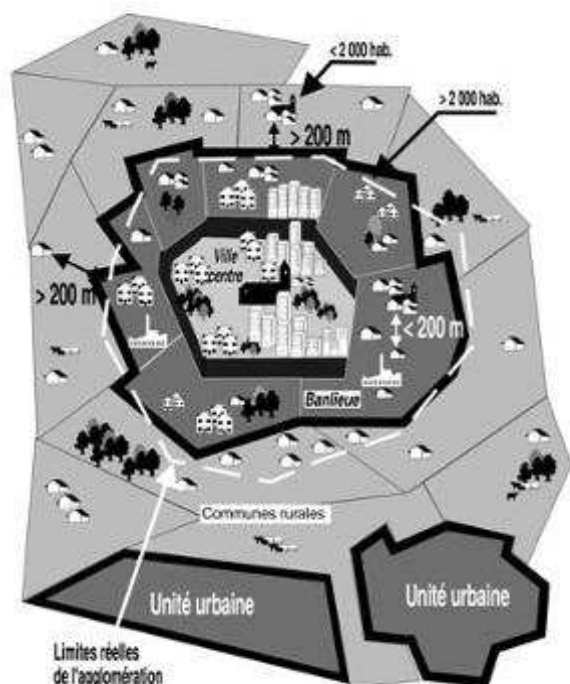 < 2 000 hab.
> 2 000 hab.
> 200 m
Ville
centre
> 200 m
< 200 m
Banlieue
Communes rurales
Unité urbaine
Unité urbaine
Limites réelles
de l'agglomération